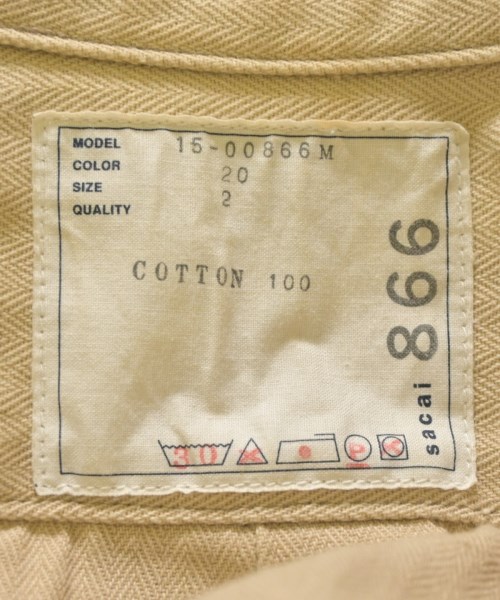 MODEL 15-00866M
COLOR 20
SIZE 2
QUALITY
COTTON 100
30 P
sacai 866